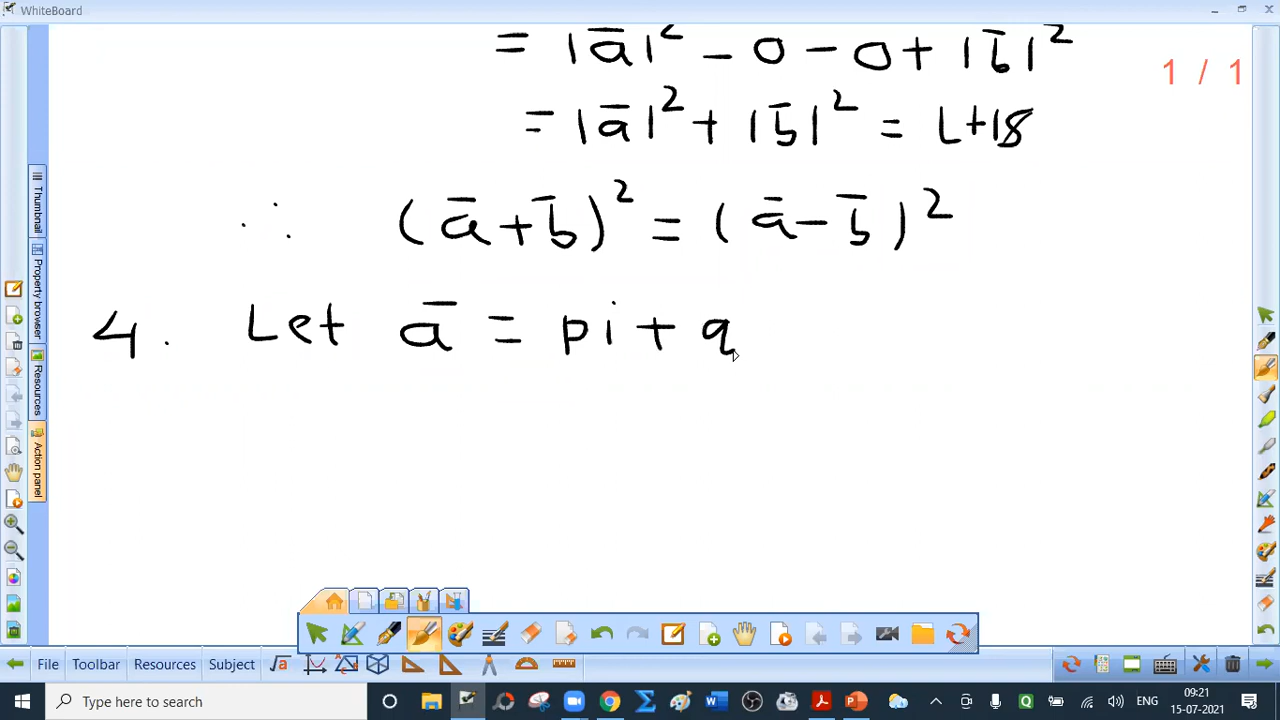 WhiteBoard
= |a̅|² - 0 - 0 + |b̅|²
1 / 1
= |a̅|² + |b̅|² = L+18
∴ (a̅+b̅)² = (a̅-b̅)²
4. Let a̅ = pi + q
Thumbnail
Property browser
Resources
Action panel
File Toolbar Resources Subject
Type here to search
ENG
09:21
15-07-2021